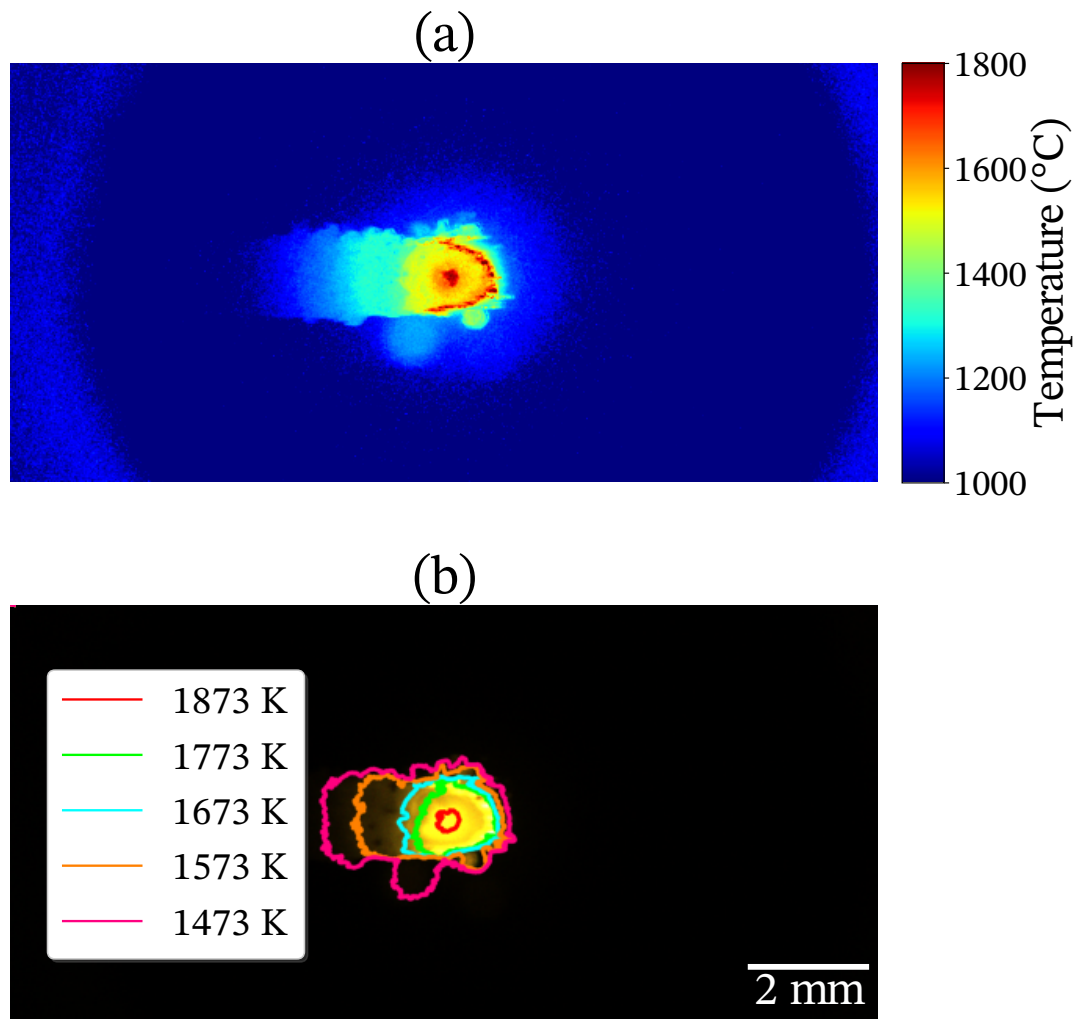 (a)
1800
1600
1400
1200
1000
Temperature (°C)
(b)
1873 K
1773 K
1673 K
1573 K
1473 K
2 mm